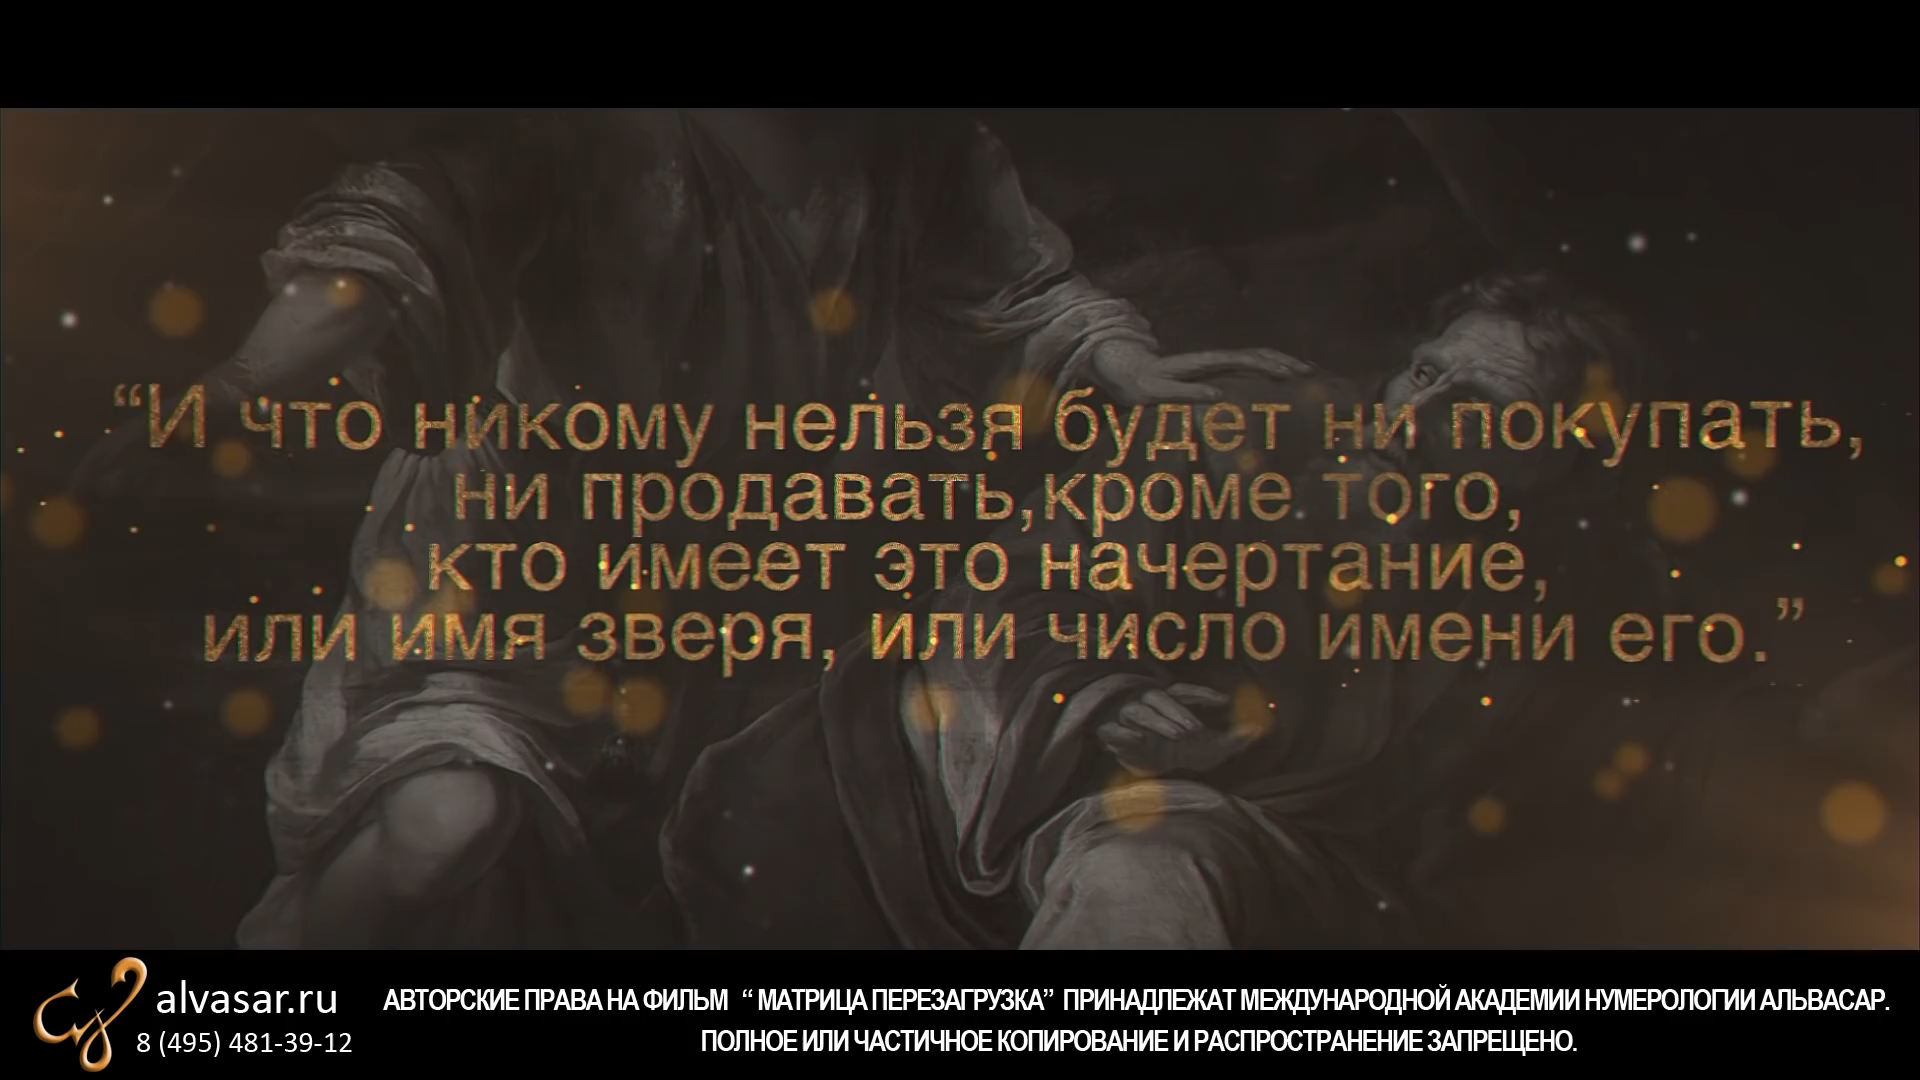 “И что никому нельзя будет ни покупать,
ни продавать,кроме того,
кто имеет это начертание,
или имя зверя, или число имени его.”
alvasar.ru
8 (495) 481-39-12
АВТОРСКИЕ ПРАВА НА ФИЛЬМ “ МАТРИЦА ПЕРЕЗАГРУЗКА” ПРИНАДЛЕЖАТ МЕЖДУНАРОДНОЙ АКАДЕМИИ НУМЕРОЛОГИИ АЛЬВАСАР.
ПОЛНОЕ ИЛИ ЧАСТИЧНОЕ КОПИРОВАНИЕ И РАСПРОСТРАНЕНИЕ ЗАПРЕЩЕНО.